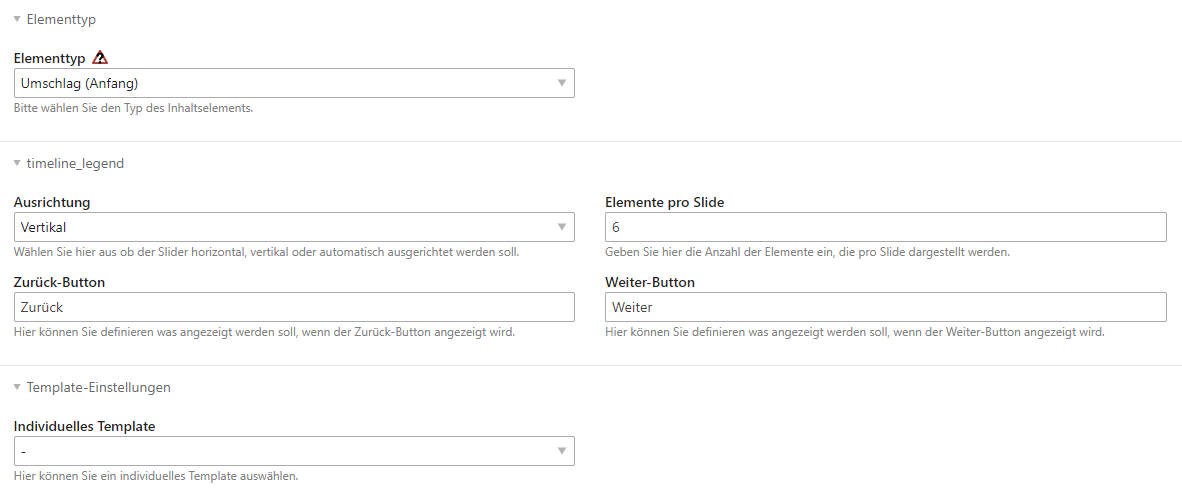 Elementtyp
Elementtyp
Umschlag (Anfang)
Bitte wählen Sie den Typ des Inhaltselements.
timeline_legend
Ausrichtung
Vertikal
Wählen Sie hier aus ob der Slider horizontal, vertikal oder automatisch ausgerichtet werden soll.
Elemente pro Slide
6
Geben Sie hier die Anzahl der Elemente ein, die pro Slide dargestellt werden.
Zurück-Button
Zurück
Hier können Sie definieren was angezeigt werden soll, wenn der Zurück-Button angezeigt wird.
Weiter-Button
Weiter
Hier können Sie definieren was angezeigt werden soll, wenn der Weiter-Button angezeigt wird.
Template-Einstellungen
Individuelles Template
-
Hier können Sie ein individuelles Template auswählen.